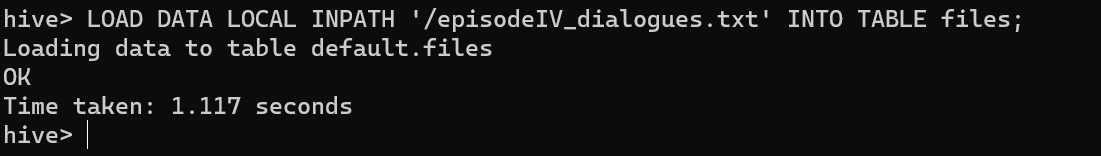 hive> LOAD DATA LOCAL INPATH '/episodeIV_dialogues.txt' INTO TABLE files;
Loading data to table default.files
OK
Time taken: 1.117 seconds
hive>